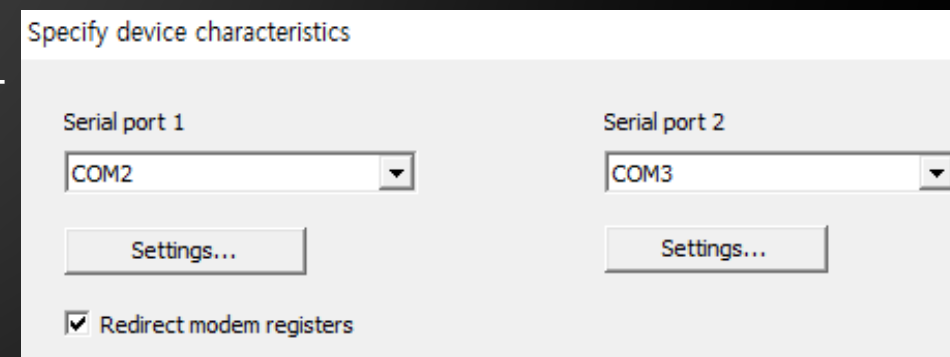 Specify device characteristics
Serial port 1
Serial port 2
COM2
COM3
Settings...
Settings...
Redirect modem registers